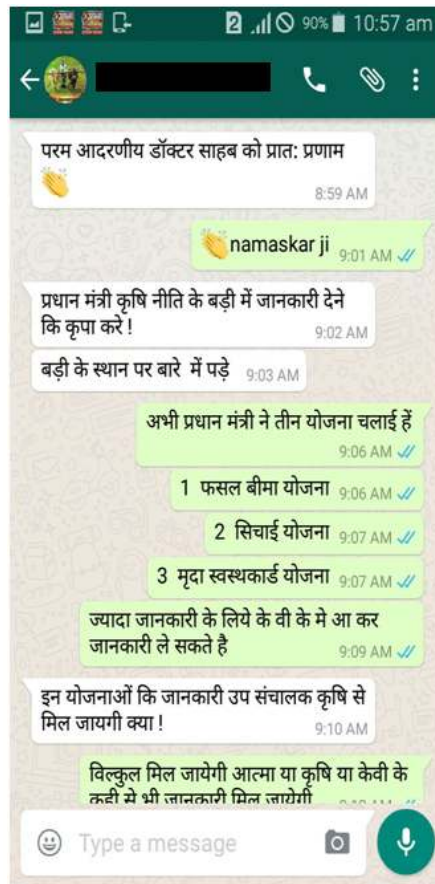 2 90% 10:57 am
परम आदरणीय डॉक्टर साहब को प्रात: प्रणाम
8:59 AM
namaskar ji 9:01 AM
प्रधान मंत्री कृषि नीति के बड़ी में जानकारी देने
कि कृपा करे ! 9:02 AM
बड़ी के स्थान पर बारे में पड़े 9:03 AM
अभी प्रधान मंत्री ने तीन योजना चलाई हें
9:06 AM
1 फसल बीमा योजना 9:06 AM
2 सिचाई योजना 9:07 AM
3 मृदा स्वस्थकार्ड योजना 9:07 AM
ज्यादा जानकारी के लिये के वी के मे आ कर
जानकारी ले सकते है 9:09 AM
इन योजनाओं कि जानकारी उप संचालक कृषि से
मिल जायगी क्या ! 9:10 AM
विल्कुल मिल जायेगी आत्मा या कृषि या केवी के
कही से भी जानकारी मिल जायेगी
Type a message